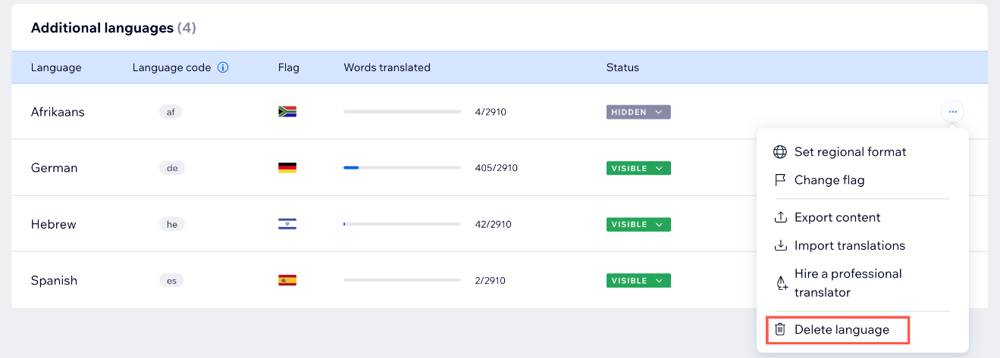 Additional languages (4)
Language Language code Flag Words translated Status
Afrikaans af 4/2910 HIDDEN
German de 405/2910 VISIBLE
Hebrew he 42/2910 VISIBLE
Spanish es 2/2910 VISIBLE
Set regional format
Change flag
Export content
Import translations
Hire a professional
translator
Delete language